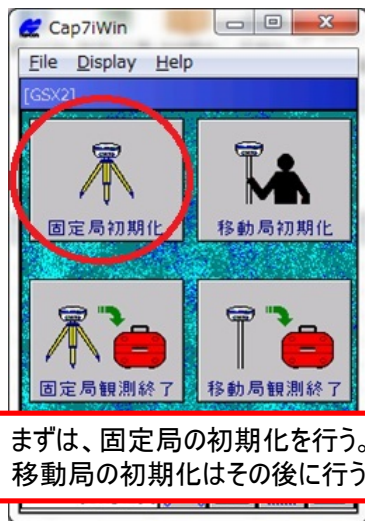 Cap7iWin
File Display Help
[GSX2]
固定局初期化
移動局初期化
固定局観測終了
移動局観測終了
まずは、固定局の初期化を行う。
移動局の初期化はその後に行う